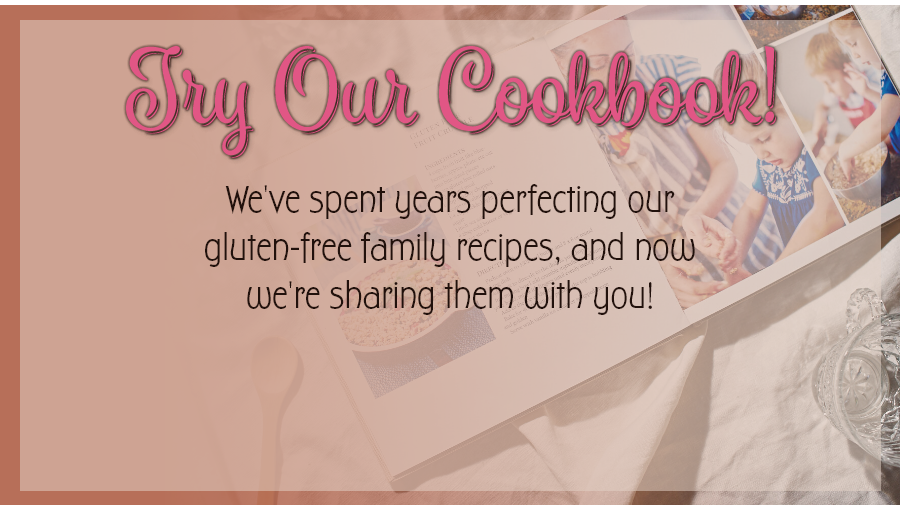 Try Our Cookbook!
We've spent years perfecting our
gluten-free family recipes, and now
we're sharing them with you!